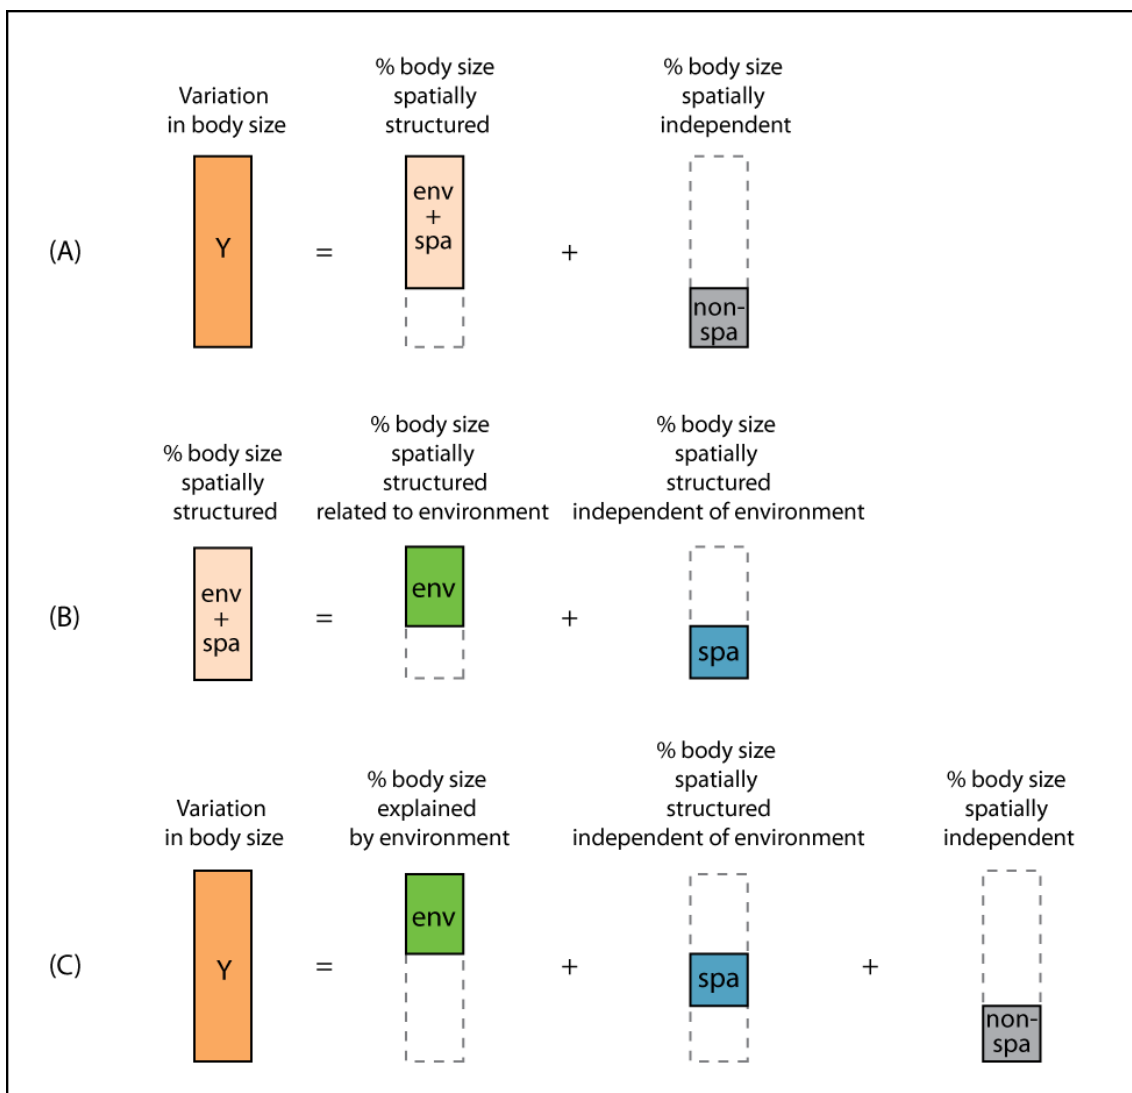 Variation
in body size
% body size
spatially
structured
% body size
spatially
independent
(A)
Y
=
env
+
spa
+
non-
spa
% body size
spatially
structured
% body size
spatially
structured
related to environment
% body size
spatially
structured
independent of environment
(B)
env
+
spa
=
env
+
spa
Variation
in body size
% body size
explained
by environment
% body size
spatially
structured
independent of environment
% body size
spatially
independent
(C)
Y
=
env
+
spa
+
non-
spa